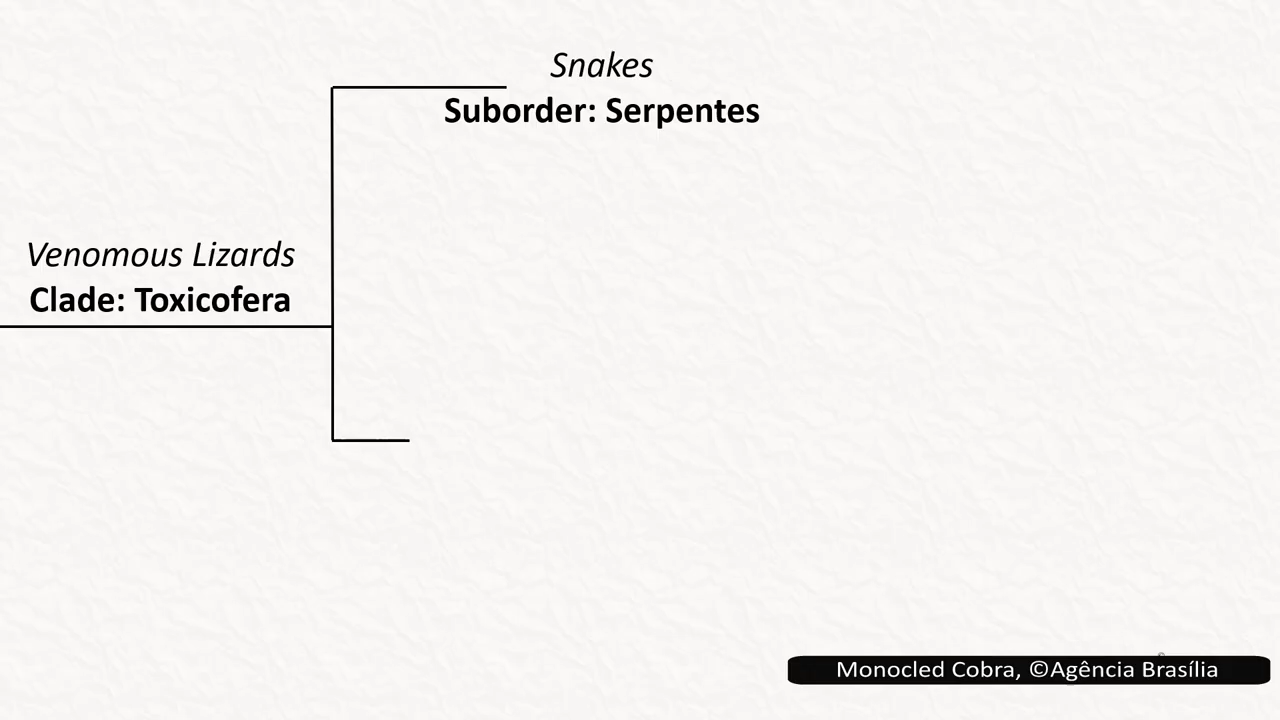 Snakes
Suborder: Serpentes
Venomous Lizards
Clade: Toxicofera
Monocled Cobra, ©Agência Brasília